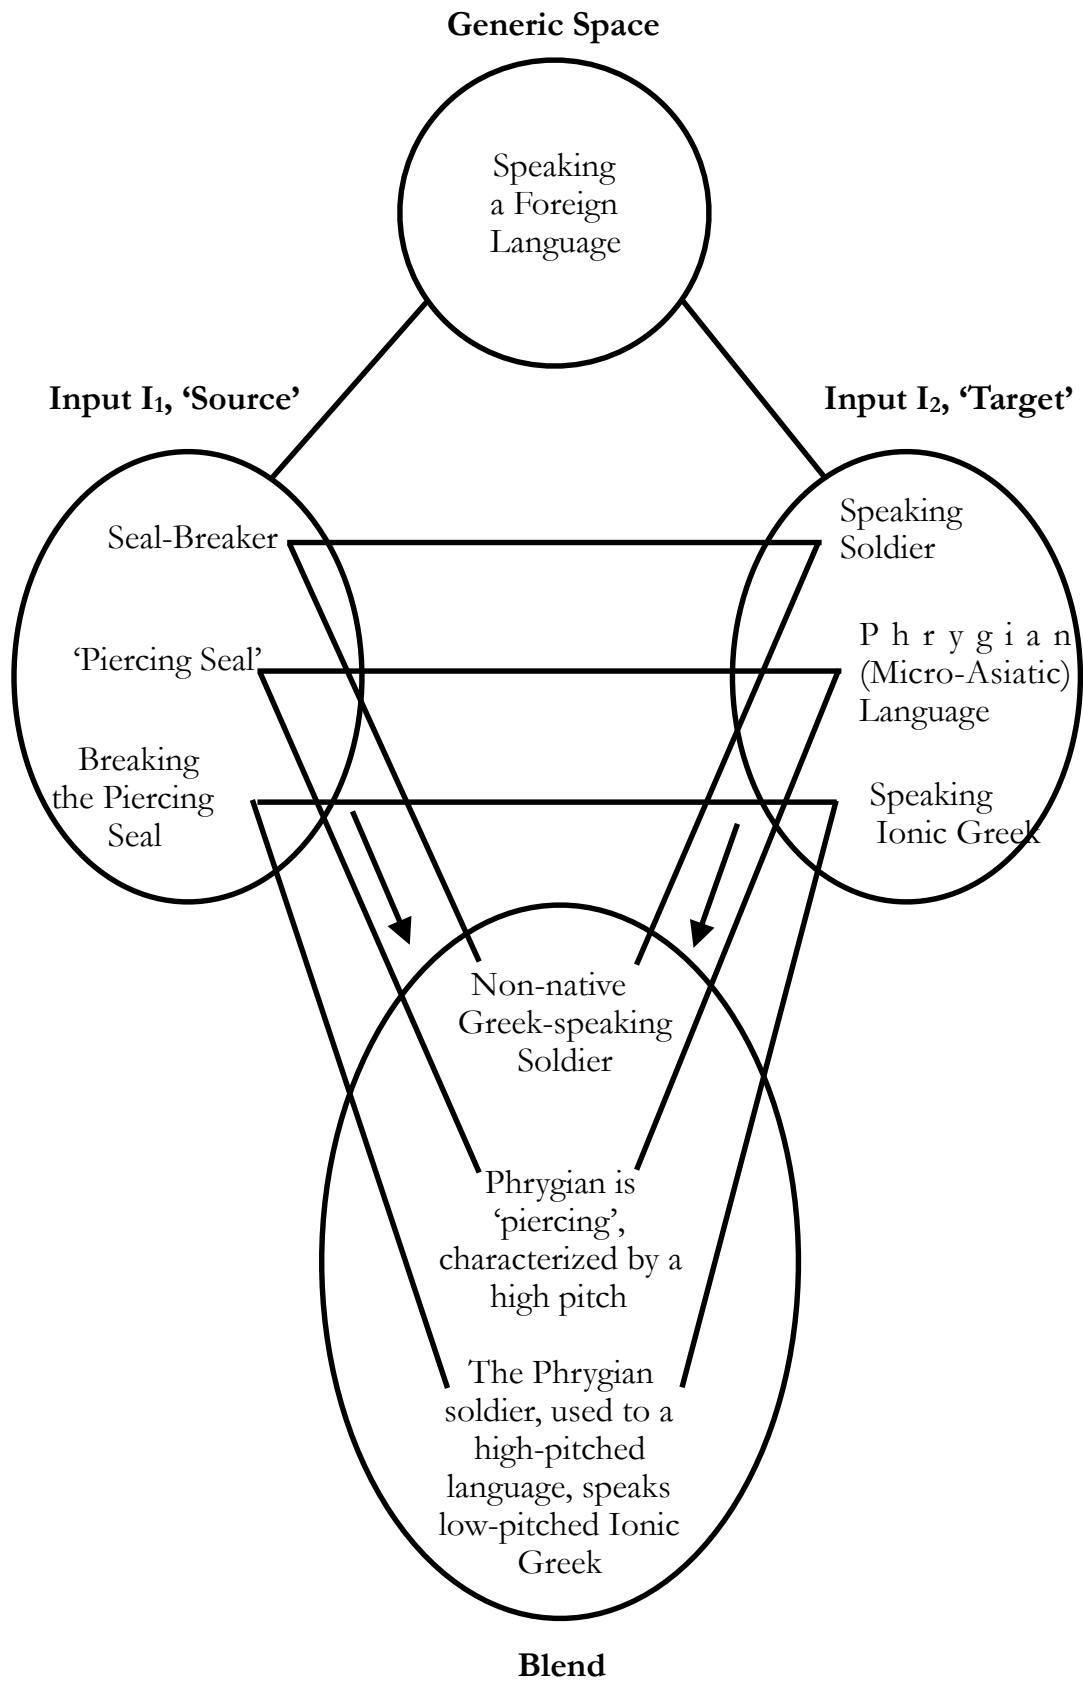 Generic Space
Speaking
a Foreign
Language
Input I₁, ‘Source’
Input I₂, ‘Target’
Seal-Breaker
‘Piercing Seal’
Breaking
the Piercing
Seal
Speaking
Soldier
P h r y g i a n
(Micro-Asiatic)
Language
Speaking
Ionic Greek
Non-native
Greek-speaking
Soldier
Phrygian is
‘piercing’,
characterized by a
high pitch
The Phrygian
soldier, used to a
high-pitched
language, speaks
low-pitched Ionic
Greek
Blend